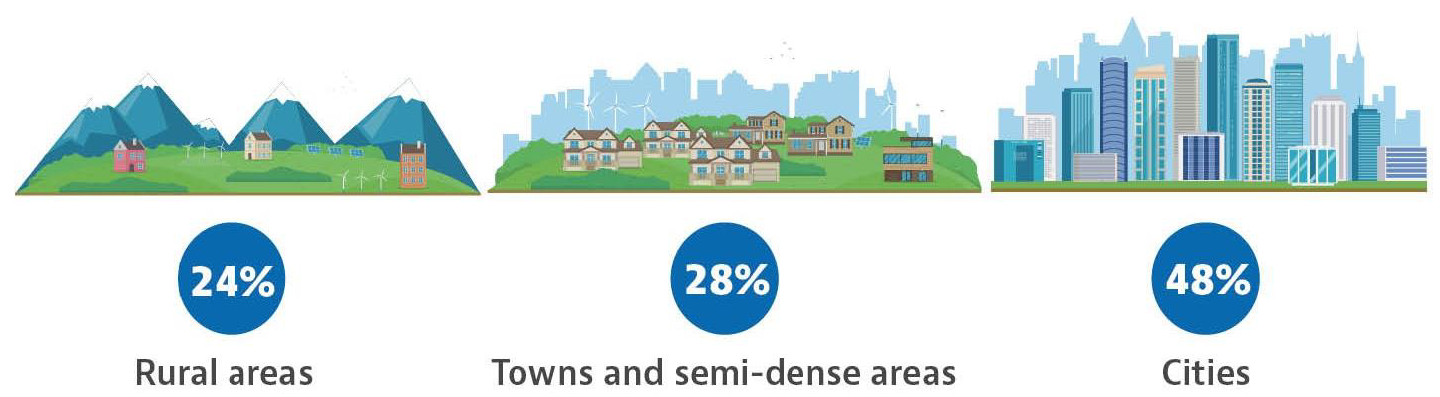 24%
Rural areas
28%
Towns and semi-dense areas
48%
Cities